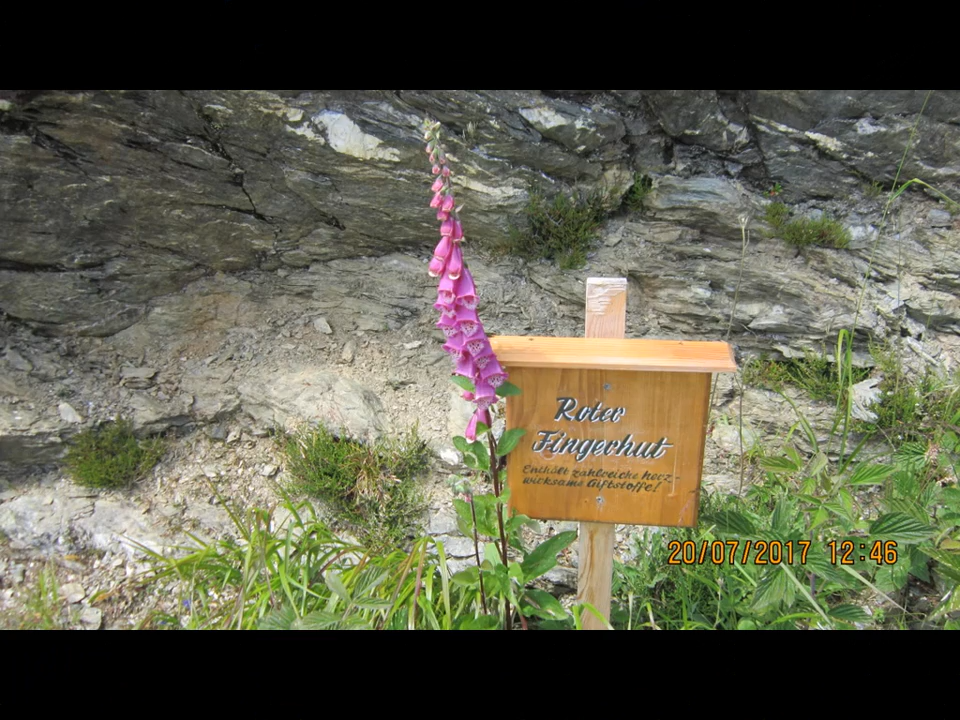 Roter
Fingerhut
Enthält zahlreiche herz-
wirksame Giftstoffe!
20/07/2017 12:46